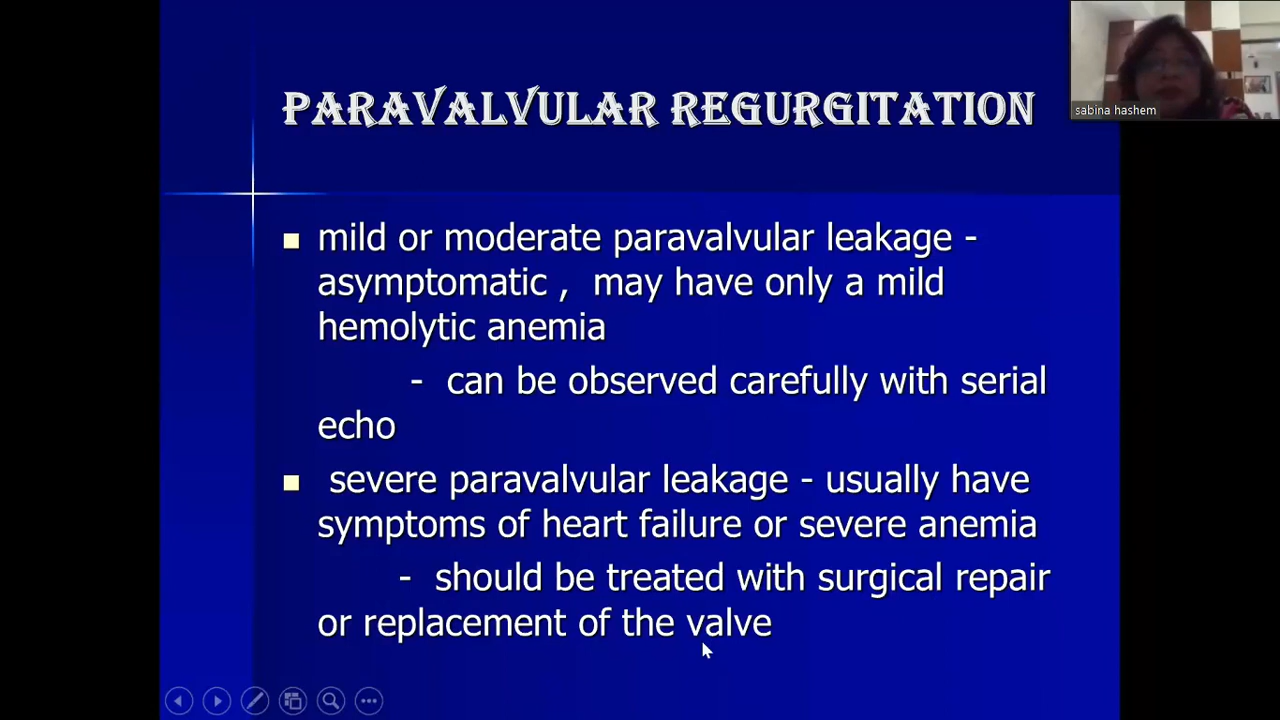 PARAVALVULAR REGURGITATION
sabina hashem
mild or moderate paravalvular leakage -
asymptomatic , may have only a mild
hemolytic anemia
- can be observed carefully with serial
echo
severe paravalvular leakage - usually have
symptoms of heart failure or severe anemia
- should be treated with surgical repair
or replacement of the valve